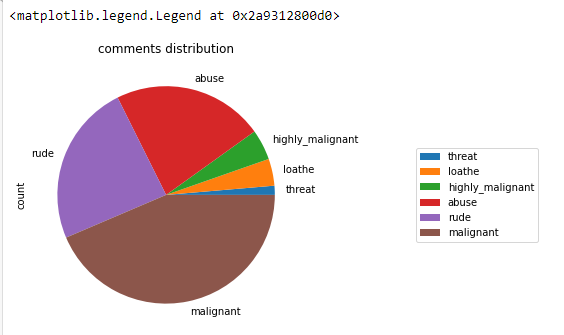 <matplotlib.legend.Legend at 0x2a9312800d0>
comments distribution
abuse
highly_malignant
loathe
threat
rude
count
malignant
threat
loathe
highly_malignant
abuse
rude
malignant